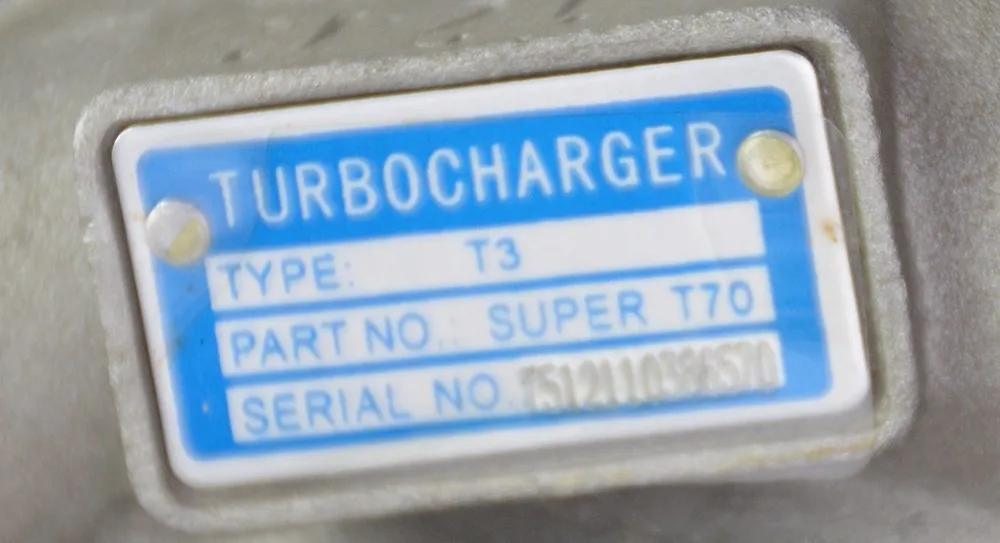 TURBOCHARGER
TYPE: T3
PART NO.: SUPER T70
SERIAL NO.